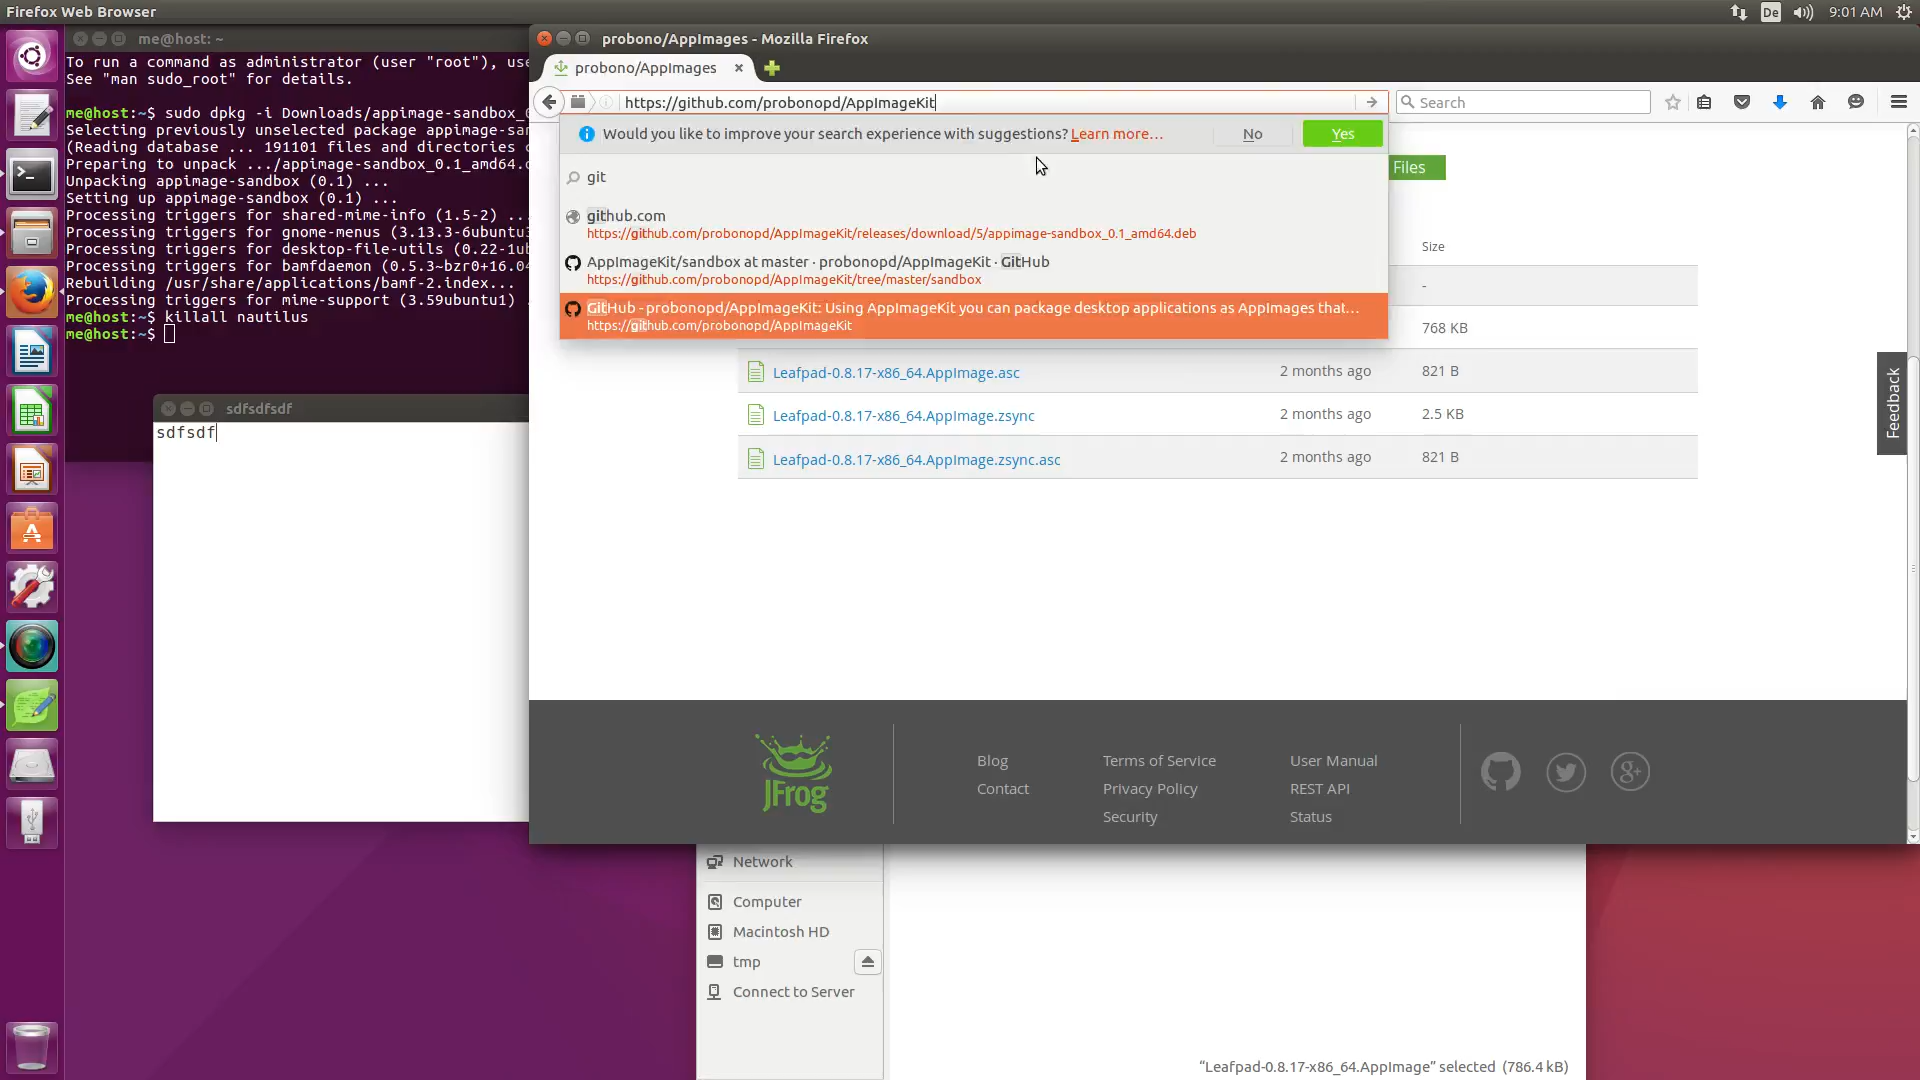 Firefox Web Browser
De
9:01 AM
me@host: ~
To run a command as administrator (user "root"), use
See "man sudo_root" for details.
me@host:~$ sudo dpkg -i Downloads/appimage-sandbox_0
Selecting previously unselected package appimage-san
(Reading database ... 191101 files and directories c
Preparing to unpack .../appimage-sandbox_0.1_amd64.d
Unpacking appimage-sandbox (0.1) ...
Setting up appimage-sandbox (0.1) ...
Processing triggers for shared-mime-info (1.5-2) ...
Processing triggers for gnome-menus (3.13.3-6ubuntu3
Processing triggers for desktop-file-utils (0.22-1ub
Processing triggers for bamfdaemon (0.5.3~bzr0+16.04
Rebuilding /usr/share/applications/bamf-2.index...
Processing triggers for mime-support (3.59ubuntu1) .
me@host:~$ killall nautilus
me@host:~$
sdfsdfsdf
sdfsdf
probono/AppImages - Mozilla Firefox
probono/AppImages
https://github.com/probonopd/AppImageKit
Search
Would you like to improve your search experience with suggestions? Learn more...
No
Yes
git
github.com
https://github.com/probonopd/AppImageKit/releases/download/5/appimage-sandbox_0.1_amd64.deb
AppImageKit/sandbox at master · probonopd/AppImageKit · GitHub
https://github.com/probonopd/AppImageKit/tree/master/sandbox
GitHub - probonopd/AppImageKit: Using AppImageKit you can package desktop applications as AppImages that...
https://github.com/probonopd/AppImageKit
Files
Size
-
768 KB
Leafpad-0.8.17-x86_64.AppImage.asc 2 months ago 821 B
Leafpad-0.8.17-x86_64.AppImage.zsync 2 months ago 2.5 KB
Leafpad-0.8.17-x86_64.AppImage.zsync.asc 2 months ago 821 B
Feedback
JFrog
Blog
Contact
Terms of Service
Privacy Policy
Security
User Manual
REST API
Status
g+
Network
Computer
Macintosh HD
tmp
Connect to Server
"Leafpad-0.8.17-x86_64.AppImage" selected (786.4 kB)